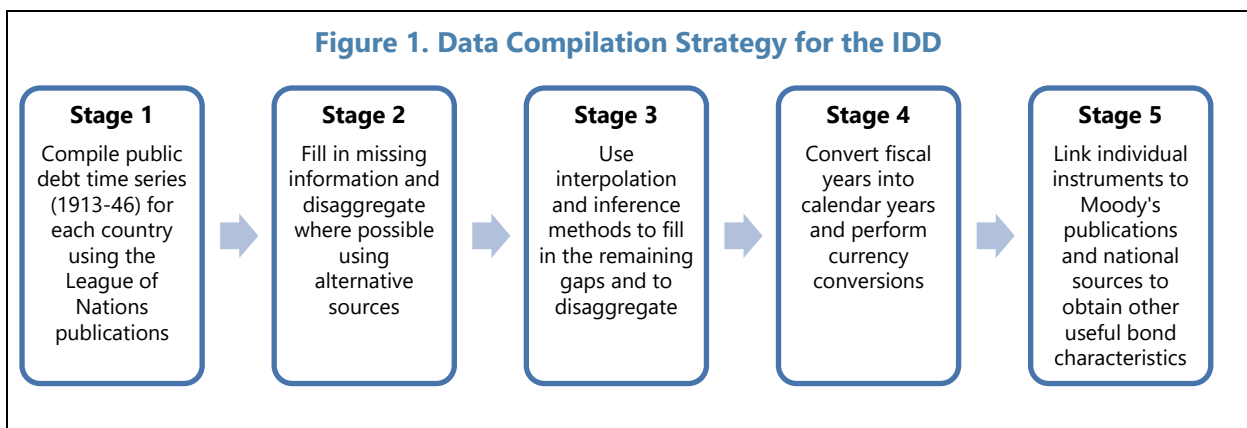 Figure 1. Data Compilation Strategy for the IDD
Stage 1
Compile public
debt time series
(1913-46) for
each country
using the
League of
Nations
publications
Stage 2
Fill in missing
information and
disaggregate
where possible
using
alternative
sources
Stage 3
Use
interpolation
and inference
methods to fill
in the remaining
gaps and to
disaggregate
Stage 4
Convert fiscal
years into
calendar years
and perform
currency
conversions
Stage 5
Link individual
instruments to
Moody's
publications
and national
sources to
obtain other
useful bond
characteristics